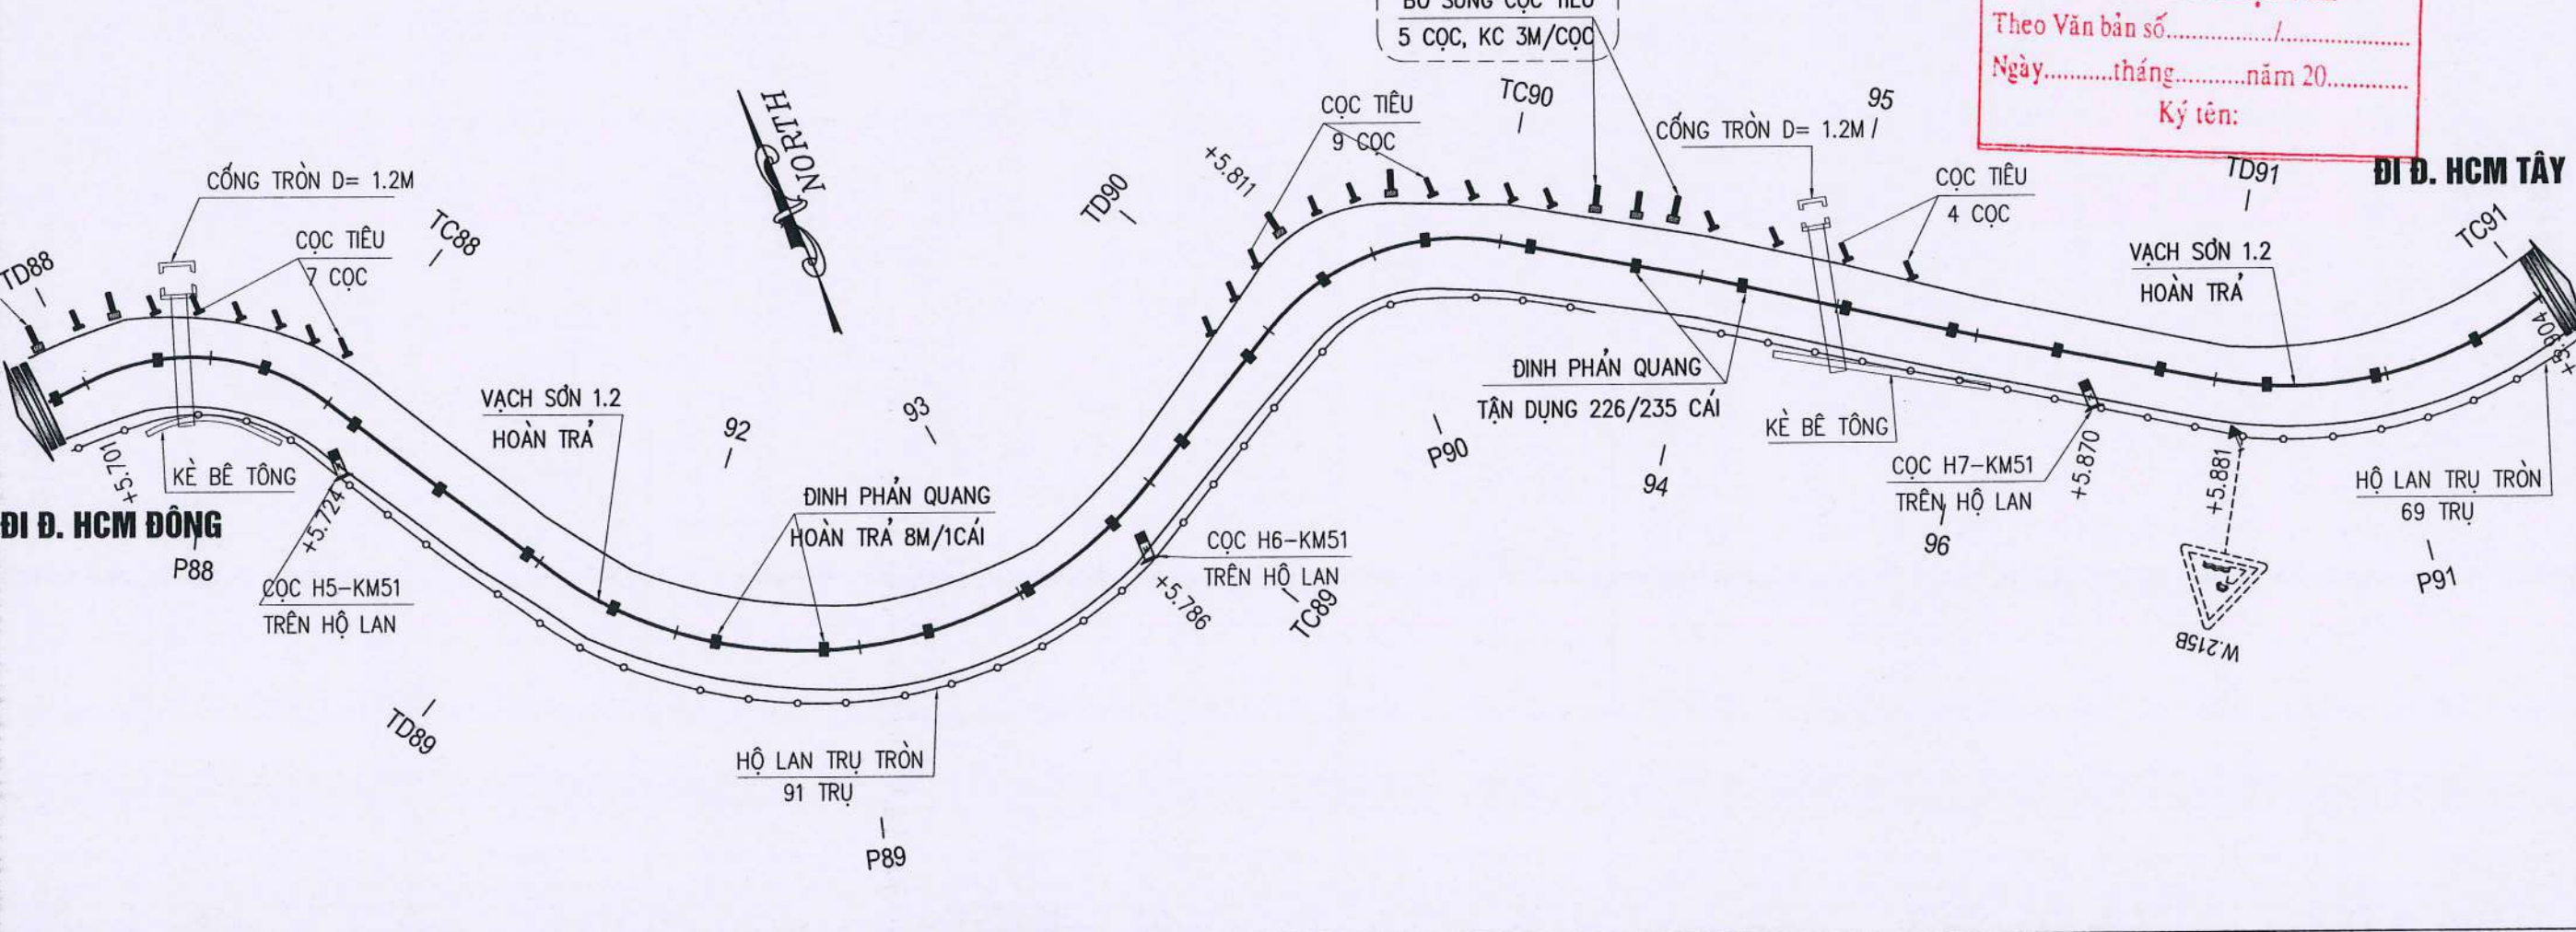 BỔ SUNG CỌC TIÊU
5 CỌC, KC 3M/CỌC
Theo Văn bản số............../..................
Ngày..........tháng..........năm 20............
Ký tên:
CỌC TIÊU
9 CỌC
TC90
95
CỐNG TRÒN D= 1.2M
NORTH
+5.811
TD90
CỌC TIÊU
4 CỌC
TD91
ĐI Đ. HCM TÂY
TC91
CỐNG TRÒN D= 1.2M
TC88
CỌC TIÊU
7 CỌC
TD88
VẠCH SƠN 1.2
HOÀN TRẢ
VẠCH SƠN 1.2
HOÀN TRẢ
92
93
ĐINH PHẢN QUANG
TẬN DỤNG 226/235 CÁI
KÈ BÊ TÔNG
P90
94
+5.701
KÈ BÊ TÔNG
+5.724
ĐI Đ. HCM ĐÔNG
P88
CỌC H5-KM51
TRÊN HỘ LAN
ĐINH PHẢN QUANG
HOÀN TRẢ 8M/1CÁI
CỌC H6-KM51
TRÊN HỘ LAN
+5.786
TC89
CỌC H7-KM51
TRÊN HỘ LAN
96
+5.870
+5.881
+5.904
HỘ LAN TRỤ TRÒN
69 TRỤ
P91
W.215B
TD89
HỘ LAN TRỤ TRÒN
91 TRỤ
P89